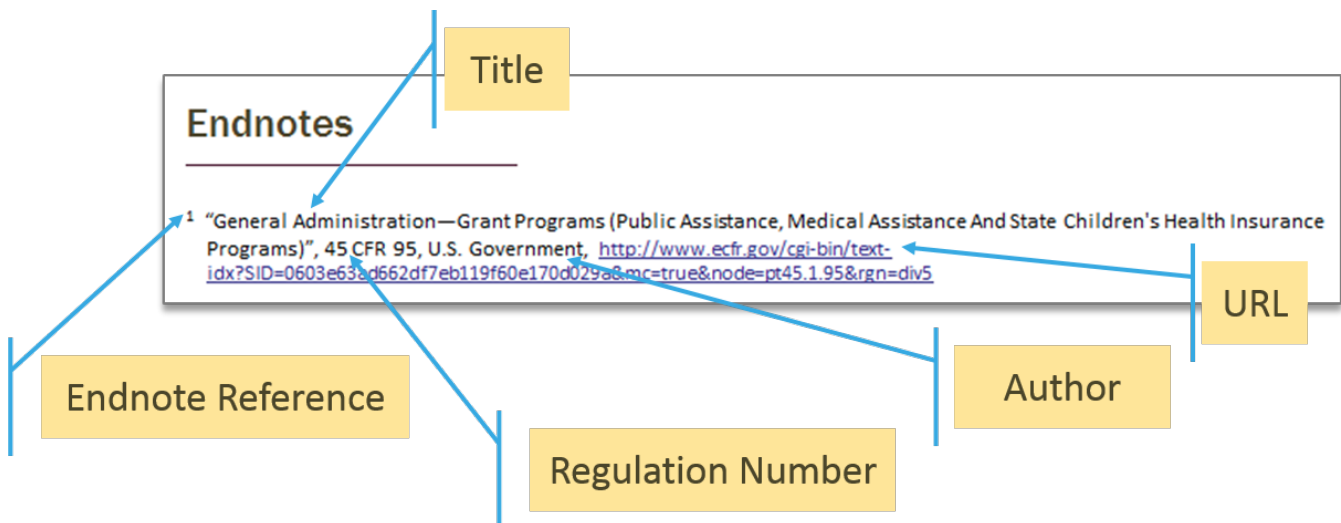 Title
Endnotes
1 “General Administration—Grant Programs (Public Assistance, Medical Assistance And State Children's Health Insurance
Programs)”, 45 CFR 95, U.S. Government, http://www.ecfr.gov/cgi-bin/text-
idx?SID=0603e63ad662df7eb119f60e170d029a&mc=true&node=pt45.1.95&rgn=div5
URL
Endnote Reference
Author
Regulation Number